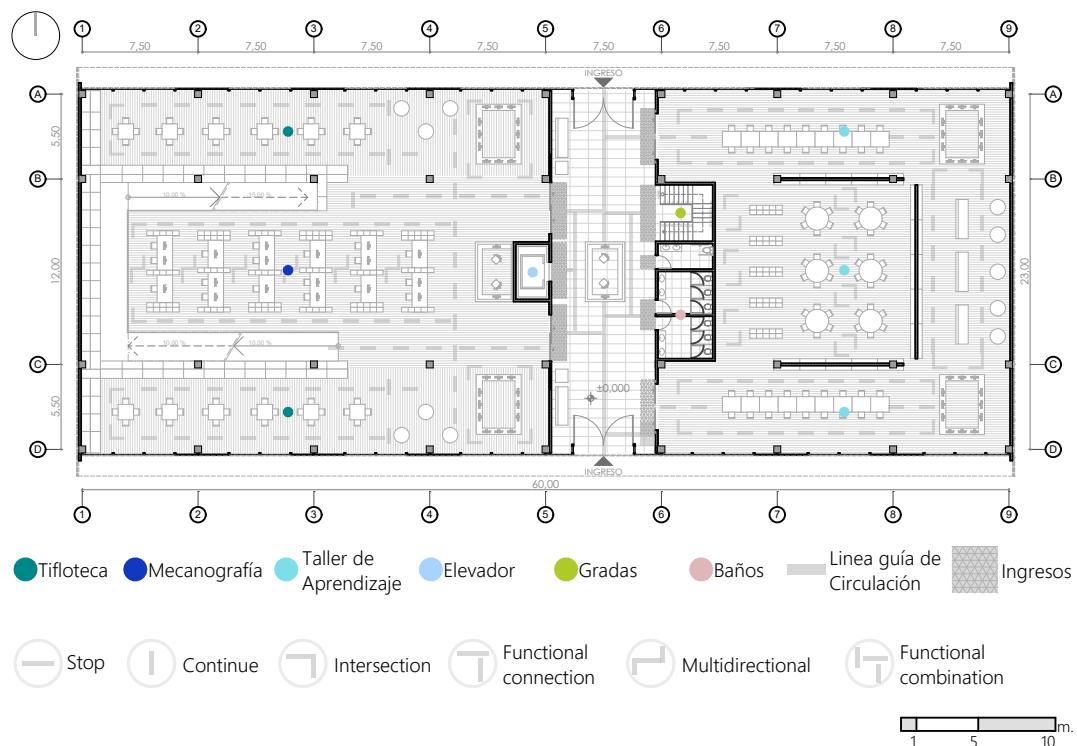 1 2 3 4 5 6 7 8 9
7,50 7,50 7,50 7,50 7,50 7,50 7,50 7,50
INGRESO
A A
5,50
B B
10,00 % 10,00 %
12,00
23,00
10,00 % 10,00 %
C C
±0,000
5,50
D D
INGRESO
60,00
1 2 3 4 5 6 7 8 9
Tifloteca
Mecanografía
Taller de
Aprendizaje
Elevador
Gradas
Baños
Linea guía de
Circulación
Ingresos
Stop
Continue
Intersection
Functional
connection
Multidirectional
Functional
combination
m.
1 5 10